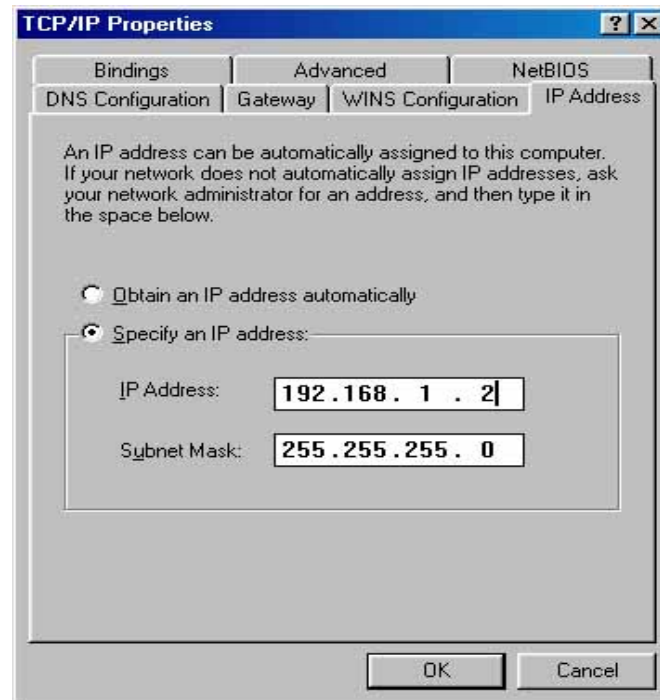 TCP/IP Properties
? ×
Bindings Advanced NetBIOS
DNS Configuration Gateway WINS Configuration IP Address
An IP address can be automatically assigned to this computer.
If your network does not automatically assign IP addresses, ask
your network administrator for an address, and then type it in
the space below.
Obtain an IP address automatically
Specify an IP address:
IP Address: 192.168. 1 . 2
Subnet Mask: 255.255.255. 0
OK Cancel